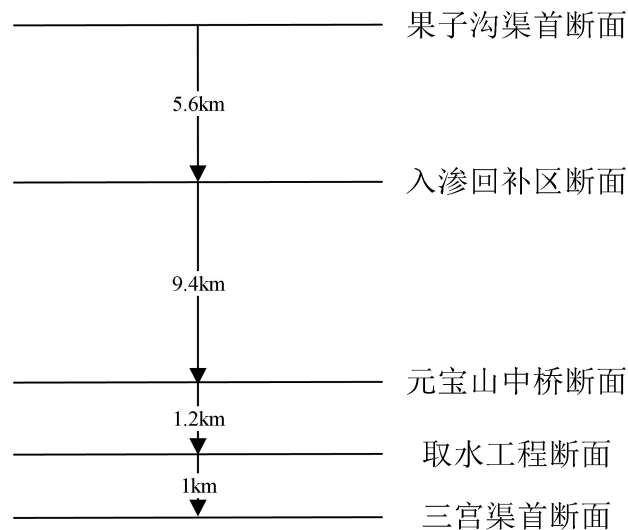 果子沟渠首断面
5.6km
入渗回补区断面
9.4km
元宝山中桥断面
1.2km
取水工程断面
1km
三宫渠首断面